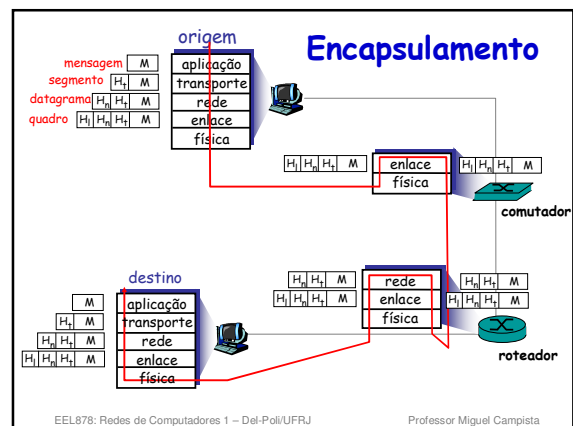 Encapsulamento
origem
mensagem M aplicação
segmento Ht M transporte
datagrama Hn Ht M rede
quadro Hl Hn Ht M enlace
física
Hl Hn Ht M enlace Hl Hn Ht M
física
comutador
destino
M aplicação
Ht M transporte
Hn Ht M rede
Hl Hn Ht M enlace
física
Hn Ht M rede Hn Ht M
Hl Hn Ht M enlace Hl Hn Ht M
física
roteador
EEL878: Redes de Computadores 1 – Del-Poli/UFRJ Professor Miguel Campista